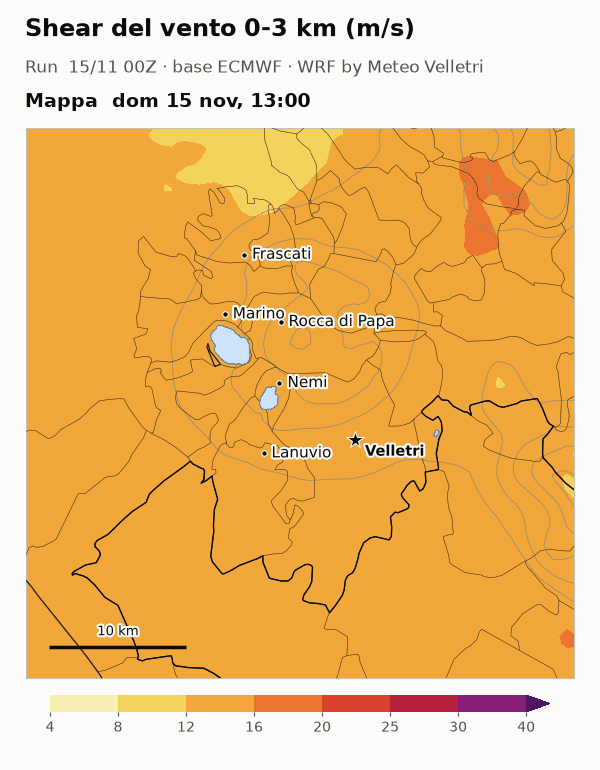 Shear del vento 0-3 km (m/s)
Run  15/11 00Z · base ECMWF · WRF by Meteo Velletri
Mappa  dom 15 nov, 13:00
Frascati
Marino
Rocca di Papa
Nemi
Velletri
Lanuvio
10 km
4 8 12 16 20 25 30 40